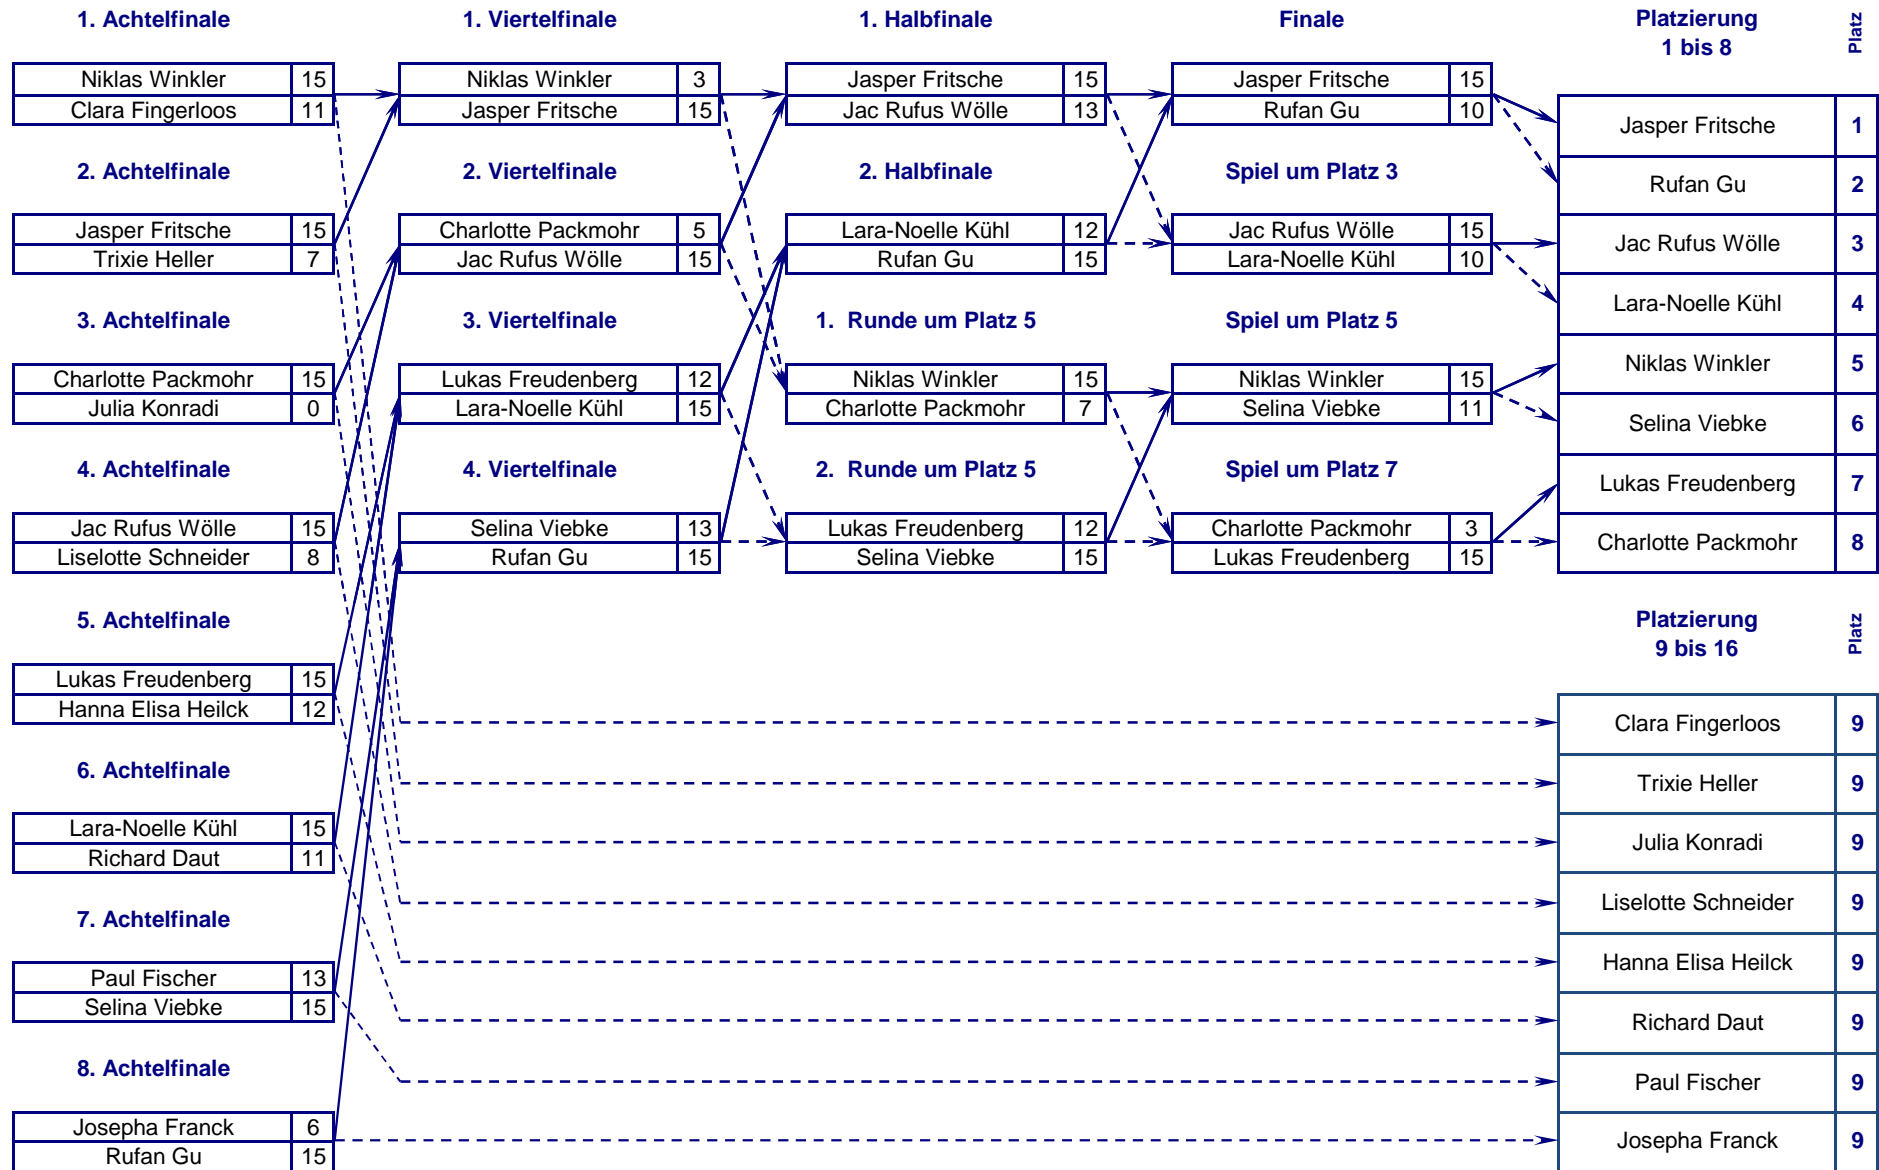 1. Achtelfinale
Niklas Winkler 15
Clara Fingerloos 11
2. Achtelfinale
Jasper Fritsche 15
Trixie Heller 7
3. Achtelfinale
Charlotte Packmohr 15
Julia Konradi 0
4. Achtelfinale
Jac Rufus Wölle 15
Liselotte Schneider 8
5. Achtelfinale
Lukas Freudenberg 15
Hanna Elisa Heilck 12
6. Achtelfinale
Lara-Noelle Kühl 15
Richard Daut 11
7. Achtelfinale
Paul Fischer 13
Selina Viebke 15
8. Achtelfinale
Josepha Franck 6
Rufan Gu 15
1. Viertelfinale
Niklas Winkler 3
Jasper Fritsche 15
2. Viertelfinale
Charlotte Packmohr 5
Jac Rufus Wölle 15
3. Viertelfinale
Lukas Freudenberg 12
Lara-Noelle Kühl 15
4. Viertelfinale
Selina Viebke 13
Rufan Gu 15
1. Halbfinale
Jasper Fritsche 15
Jac Rufus Wölle 13
2. Halbfinale
Lara-Noelle Kühl 12
Rufan Gu 15
1. Runde um Platz 5
Niklas Winkler 15
Charlotte Packmohr 7
2. Runde um Platz 5
Lukas Freudenberg 12
Selina Viebke 15
Finale
Jasper Fritsche 15
Rufan Gu 10
Spiel um Platz 3
Jac Rufus Wölle 15
Lara-Noelle Kühl 10
Spiel um Platz 5
Niklas Winkler 15
Selina Viebke 11
Spiel um Platz 7
Charlotte Packmohr 3
Lukas Freudenberg 15
Platzierung
1 bis 8
Platz
Jasper Fritsche 1
Rufan Gu 2
Jac Rufus Wölle 3
Lara-Noelle Kühl 4
Niklas Winkler 5
Selina Viebke 6
Lukas Freudenberg 7
Charlotte Packmohr 8
Platzierung
9 bis 16
Platz
Clara Fingerloos 9
Trixie Heller 9
Julia Konradi 9
Liselotte Schneider 9
Hanna Elisa Heilck 9
Richard Daut 9
Paul Fischer 9
Josepha Franck 9